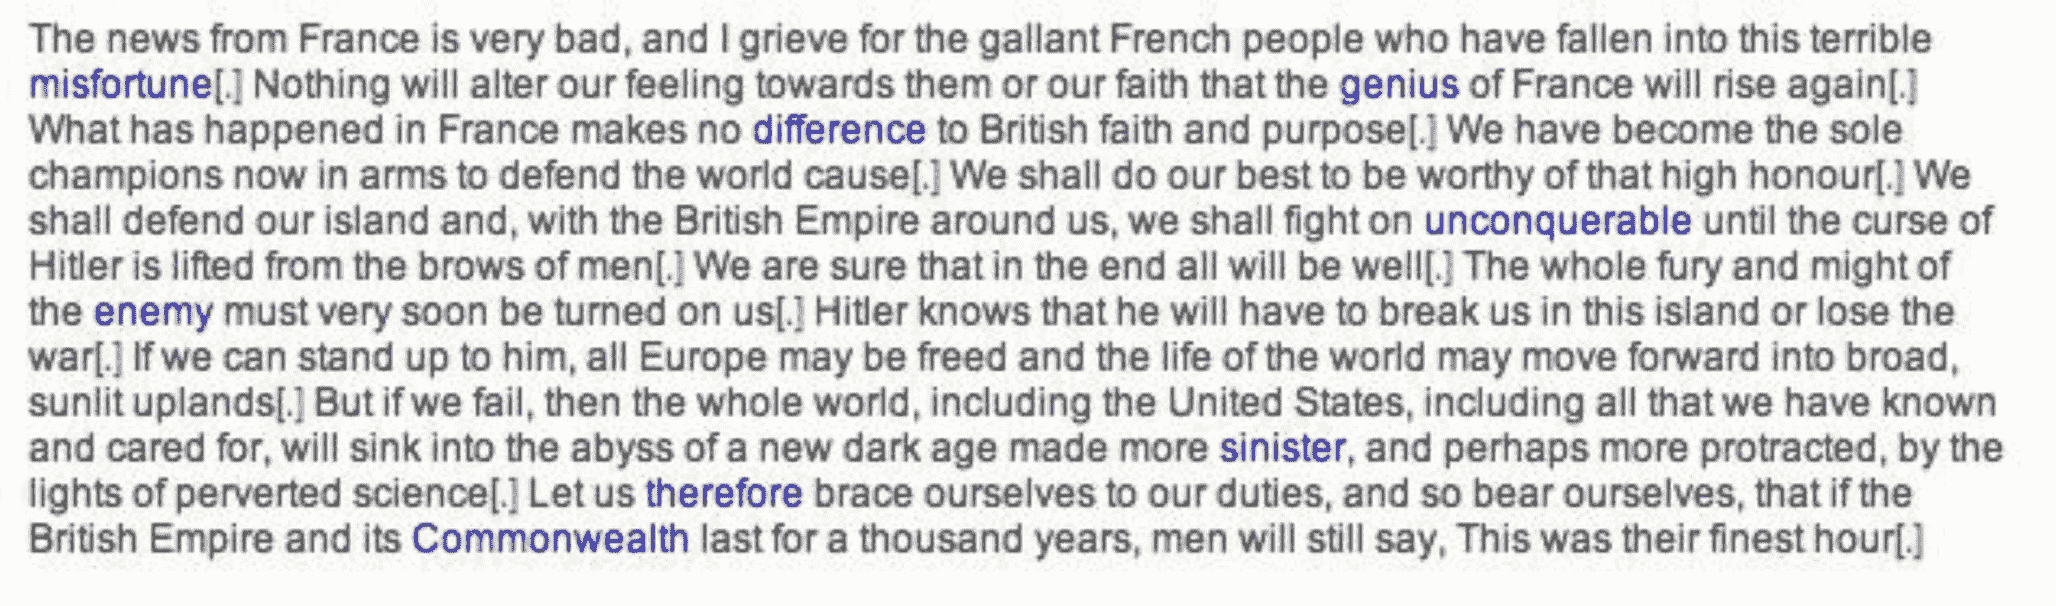 The news from France is very bad, and I grieve for the gallant French people who have fallen into this terrible
misfortune[.] Nothing will alter our feeling towards them or our faith that the genius of France will rise again[.]
What has happened in France makes no difference to British faith and purpose[.] We have become the sole
champions now in arms to defend the world cause[.] We shall do our best to be worthy of that high honour[.] We
shall defend our island and, with the British Empire around us, we shall fight on unconquerable until the curse of
Hitler is lifted from the brows of men[.] We are sure that in the end all will be well[.] The whole fury and might of
the enemy must very soon be turned on us[.] Hitler knows that he will have to break us in this island or lose the
war[.] If we can stand up to him, all Europe may be freed and the life of the world may move forward into broad,
sunlit uplands[.] But if we fail, then the whole world, including the United States, including all that we have known
and cared for, will sink into the abyss of a new dark age made more sinister, and perhaps more protracted, by the
lights of perverted science[.] Let us therefore brace ourselves to our duties, and so bear ourselves, that if the
British Empire and its Commonwealth last for a thousand years, men will still say, This was their finest hour[.]